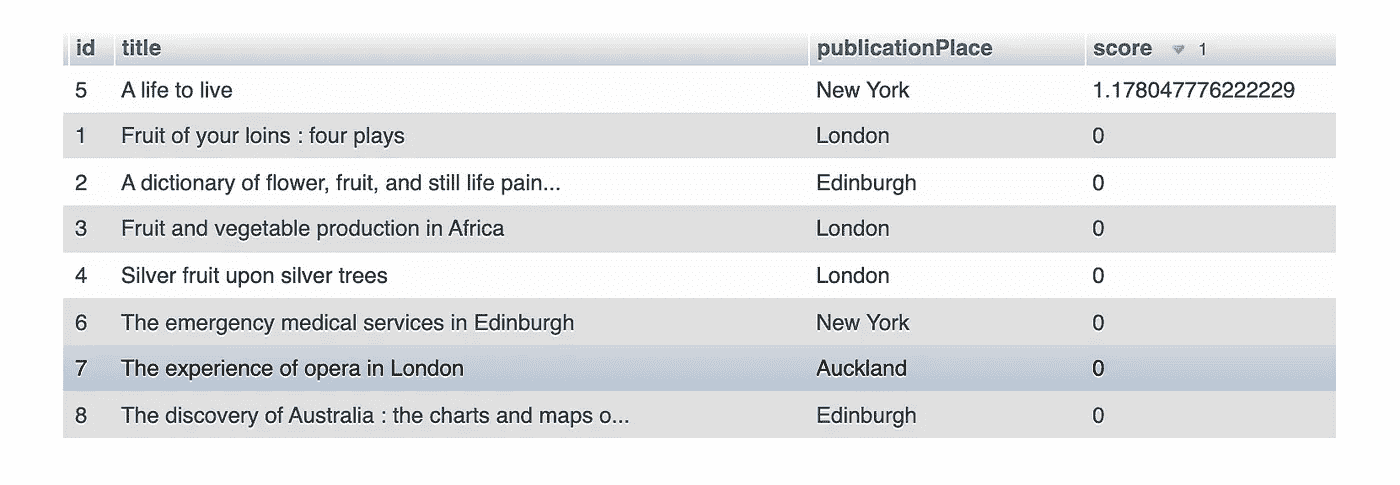 id title publicationPlace score 1
5 A life to live New York 1.178047776222229
1 Fruit of your loins : four plays London 0
2 A dictionary of flower, fruit, and still life pain... Edinburgh 0
3 Fruit and vegetable production in Africa London 0
4 Silver fruit upon silver trees London 0
6 The emergency medical services in Edinburgh New York 0
7 The experience of opera in London Auckland 0
8 The discovery of Australia : the charts and maps o... Edinburgh 0